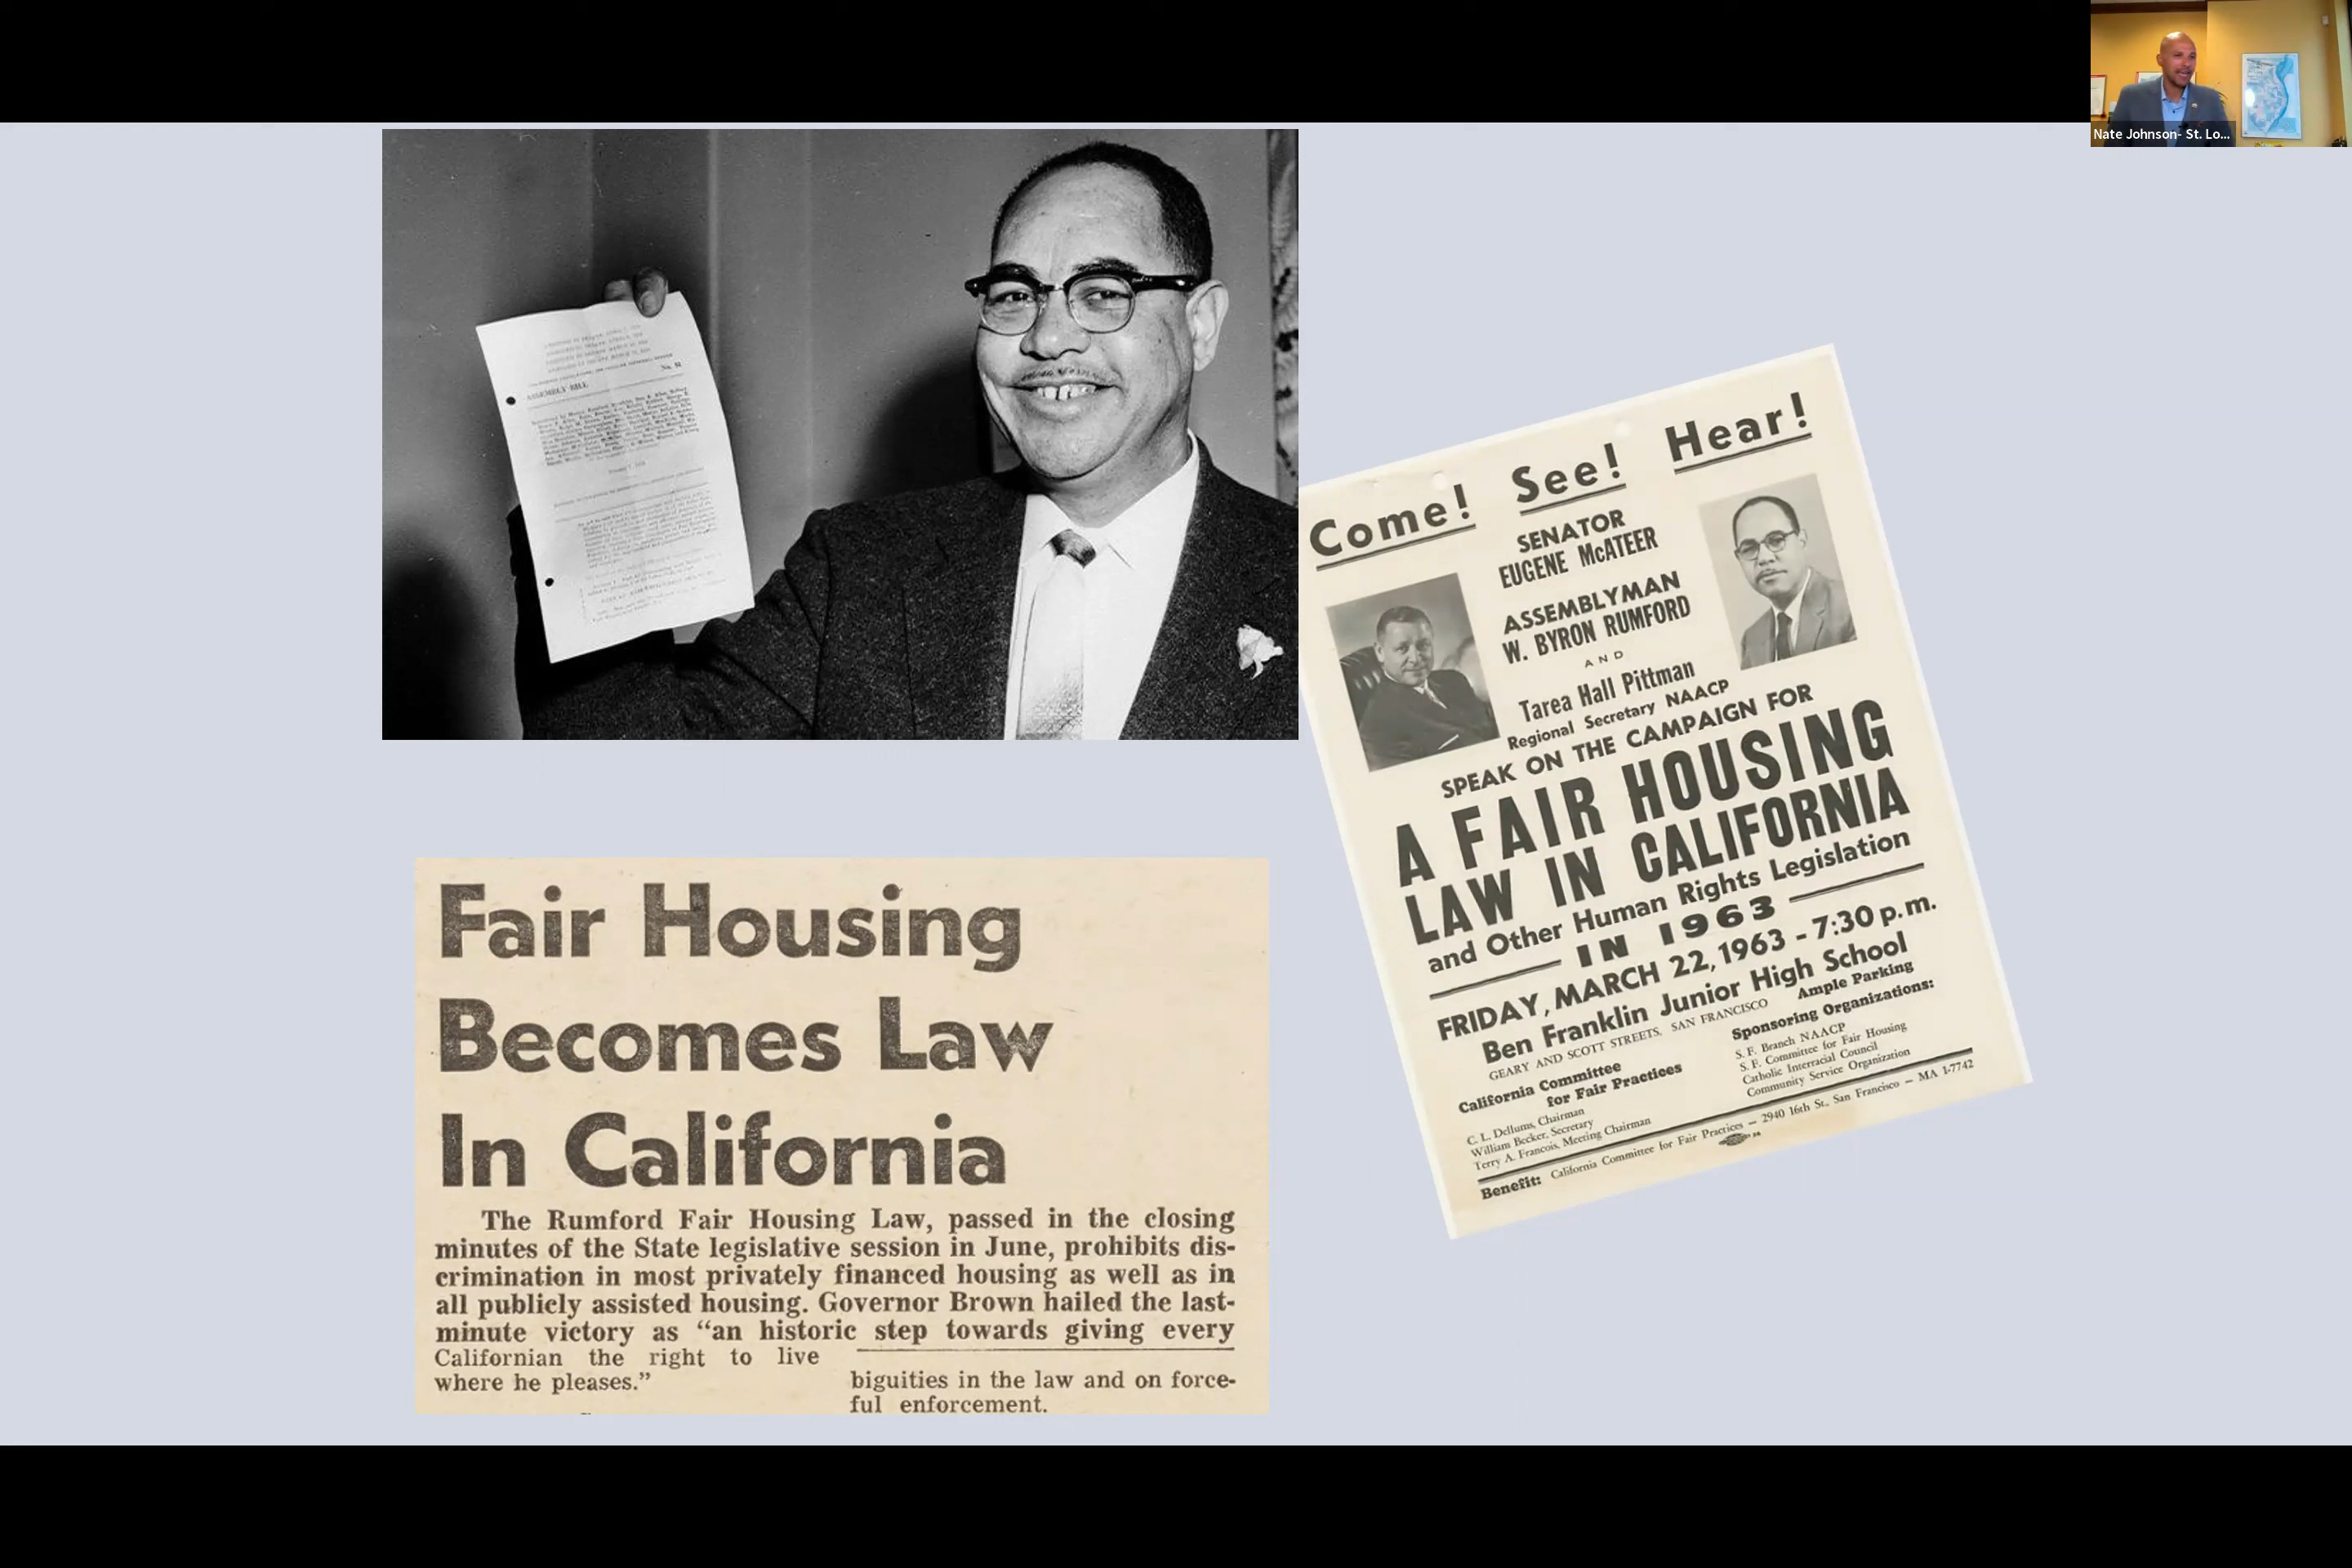 Nate Johnson- St. Lo...
ASSEMBLY BILL
No. 91
Come! See! Hear!
SENATOR
EUGENE McATEER
ASSEMBLYMAN
W. BYRON RUMFORD
AND
Tarea Hall Pittman
Regional Secretary NAACP
SPEAK ON THE CAMPAIGN FOR
A FAIR HOUSING
LAW IN CALIFORNIA
and Other Human Rights Legislation
IN 1963
FRIDAY, MARCH 22, 1963 - 7:30 p.m.
Ben Franklin Junior High School
GEARY AND SCOTT STREETS, SAN FRANCISCO
Ample Parking
California Committee
for Fair Practices
C. L. Dellums, Chairman
William Becker, Secretary
Terry A. Francois, Meeting Chairman
Sponsoring Organizations:
S. F. Branch NAACP
S. F. Committee for Fair Housing
Catholic Interracial Council
Community Service Organization
Benefit: California Committee for Fair Practices — 2940 16th St., San Francisco — MA 1-7742
Fair Housing
Becomes Law
In California
The Rumford Fair Housing Law, passed in the closing
minutes of the State legislative session in June, prohibits dis-
crimination in most privately financed housing as well as in
all publicly assisted housing. Governor Brown hailed the last-
minute victory as “an historic step towards giving every
Californian the right to live
where he pleases.”
biguities in the law and on force-
ful enforcement.